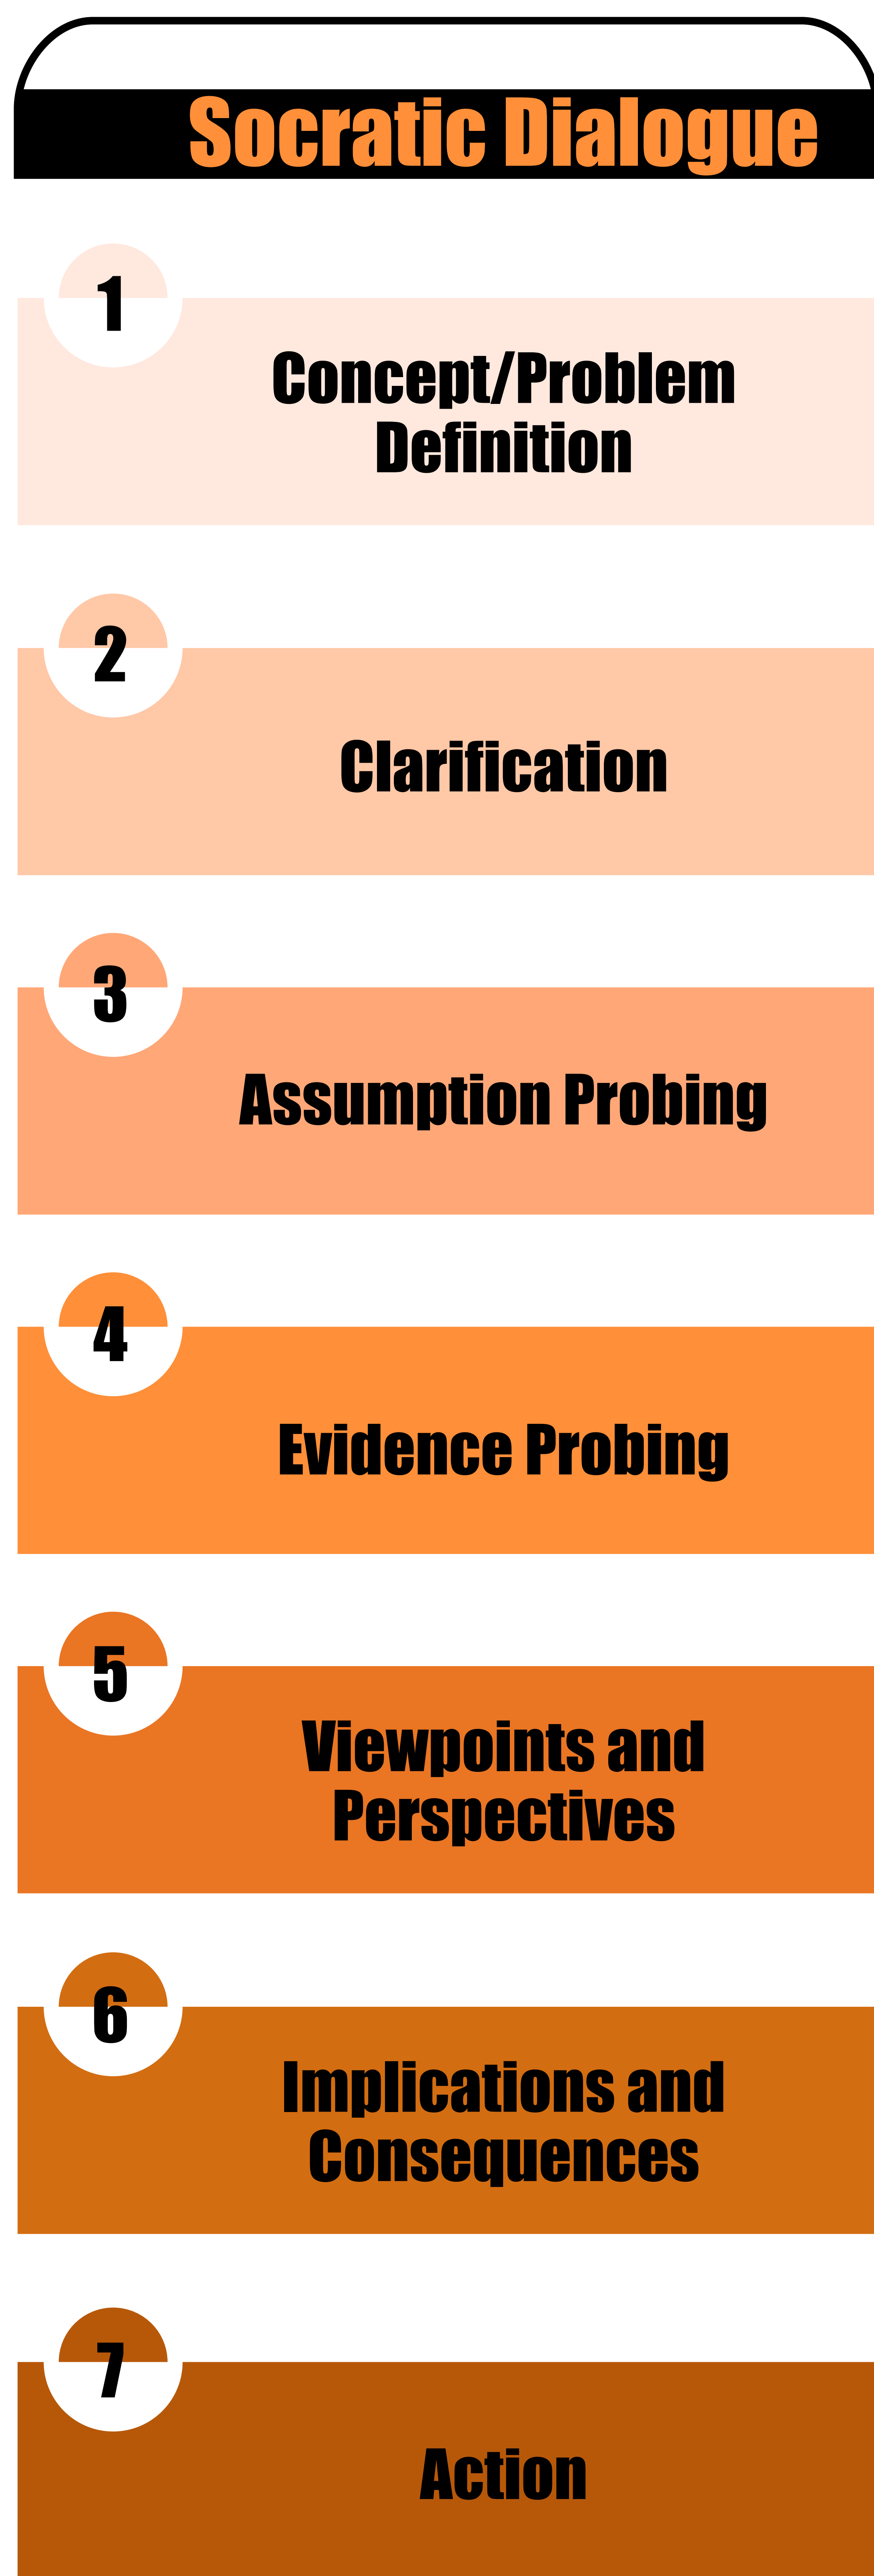 Socratic Dialogue
1
Concept/Problem
Definition
2
Clarification
3
Assumption Probing
4
Evidence Probing
5
Viewpoints and
Perspectives
6
Implications and
Consequences
7
Action